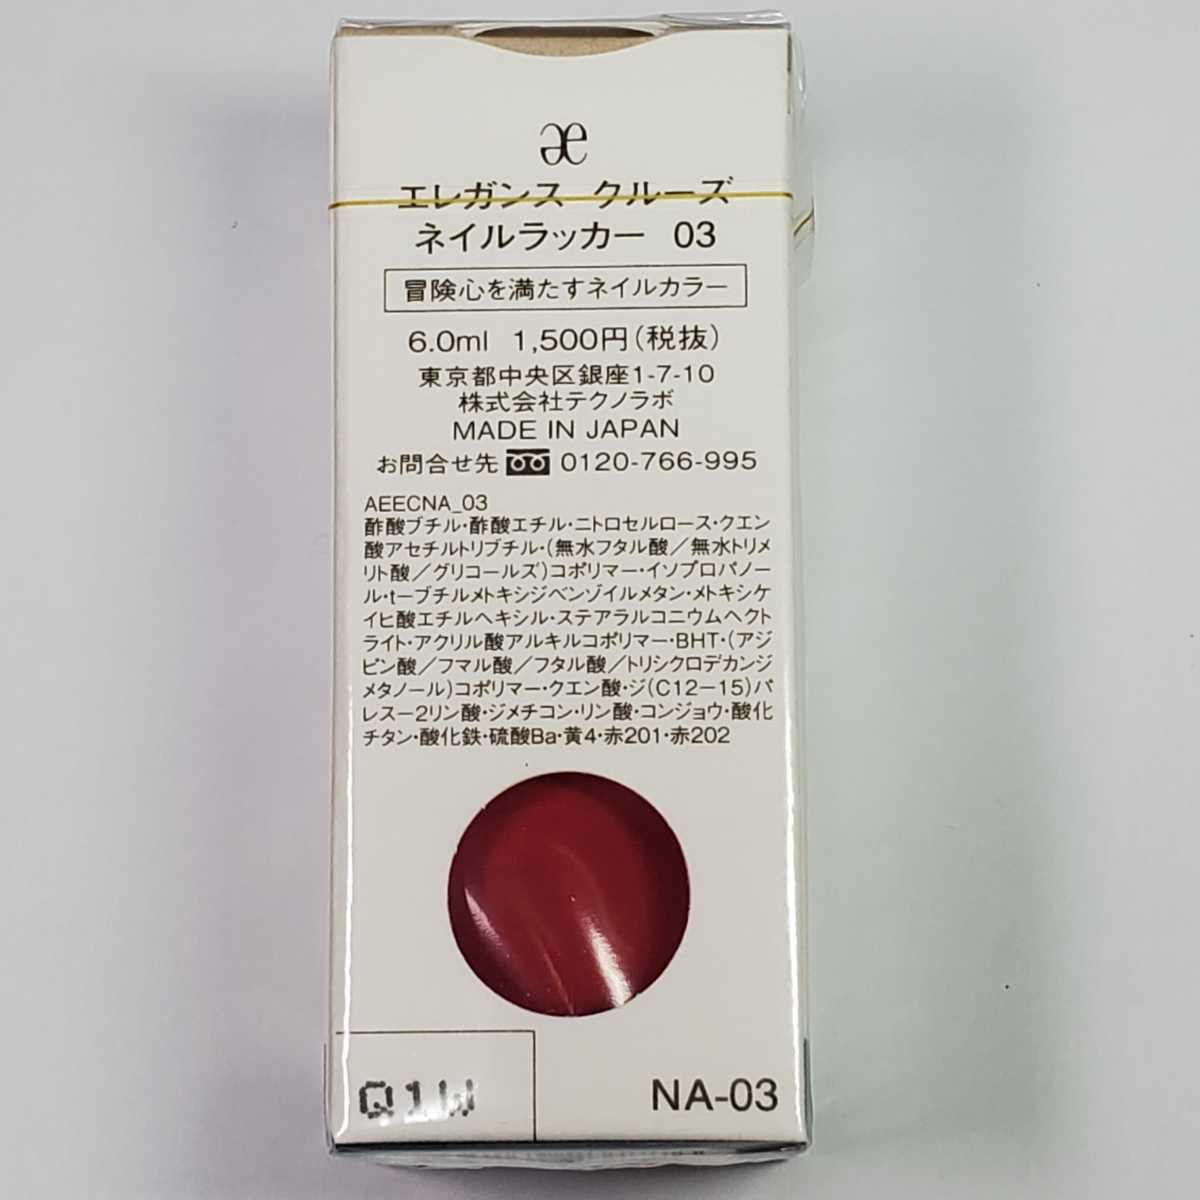 æ
エレガンス クルーズ
ネイルラッカー 03
冒険心を満たすネイルカラー
6.0ml 1,500円(税抜)
東京都中央区銀座1-7-10
株式会社テクノラボ
MADE IN JAPAN
お問合せ先 0120-766-995
AEECNA_03
酢酸ブチル・酢酸エチル・ニトロセルロース・クエン
酸アセチルトリブチル・(無水フタル酸／無水トリメ
リト酸／グリコールズ)コポリマー・イソプロパノー
ル・t-ブチルメトキシジベンゾイルメタン・メトキシケ
イヒ酸エチルヘキシル・ステアラルコニウムヘクト
ライト・アクリル酸アルキルコポリマー・BHT・(アジ
ピン酸／フマル酸／フタル酸／トリシクロデカンジ
メタノール)コポリマー・クエン酸・ジ(C12-15)パ
レス-2リン酸・ジメチコン・リン酸・コンジョウ・酸化
チタン・酸化鉄・硫酸Ba・黄4・赤201・赤202
Q1W
NA-03